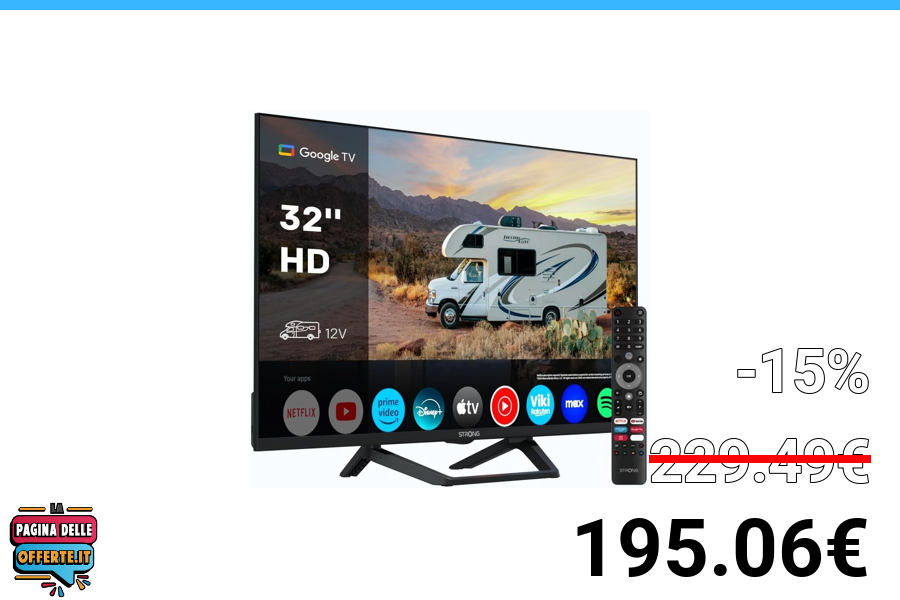 Google TV
32"
HD
12V
Your apps
NETFLIX
prime video
Disney+
tv
Viki
Rakuten
max
STRONG
STRONG
-15%
229.49€
195.06€
LA
PAGINA DELLE
OFFERTE.IT